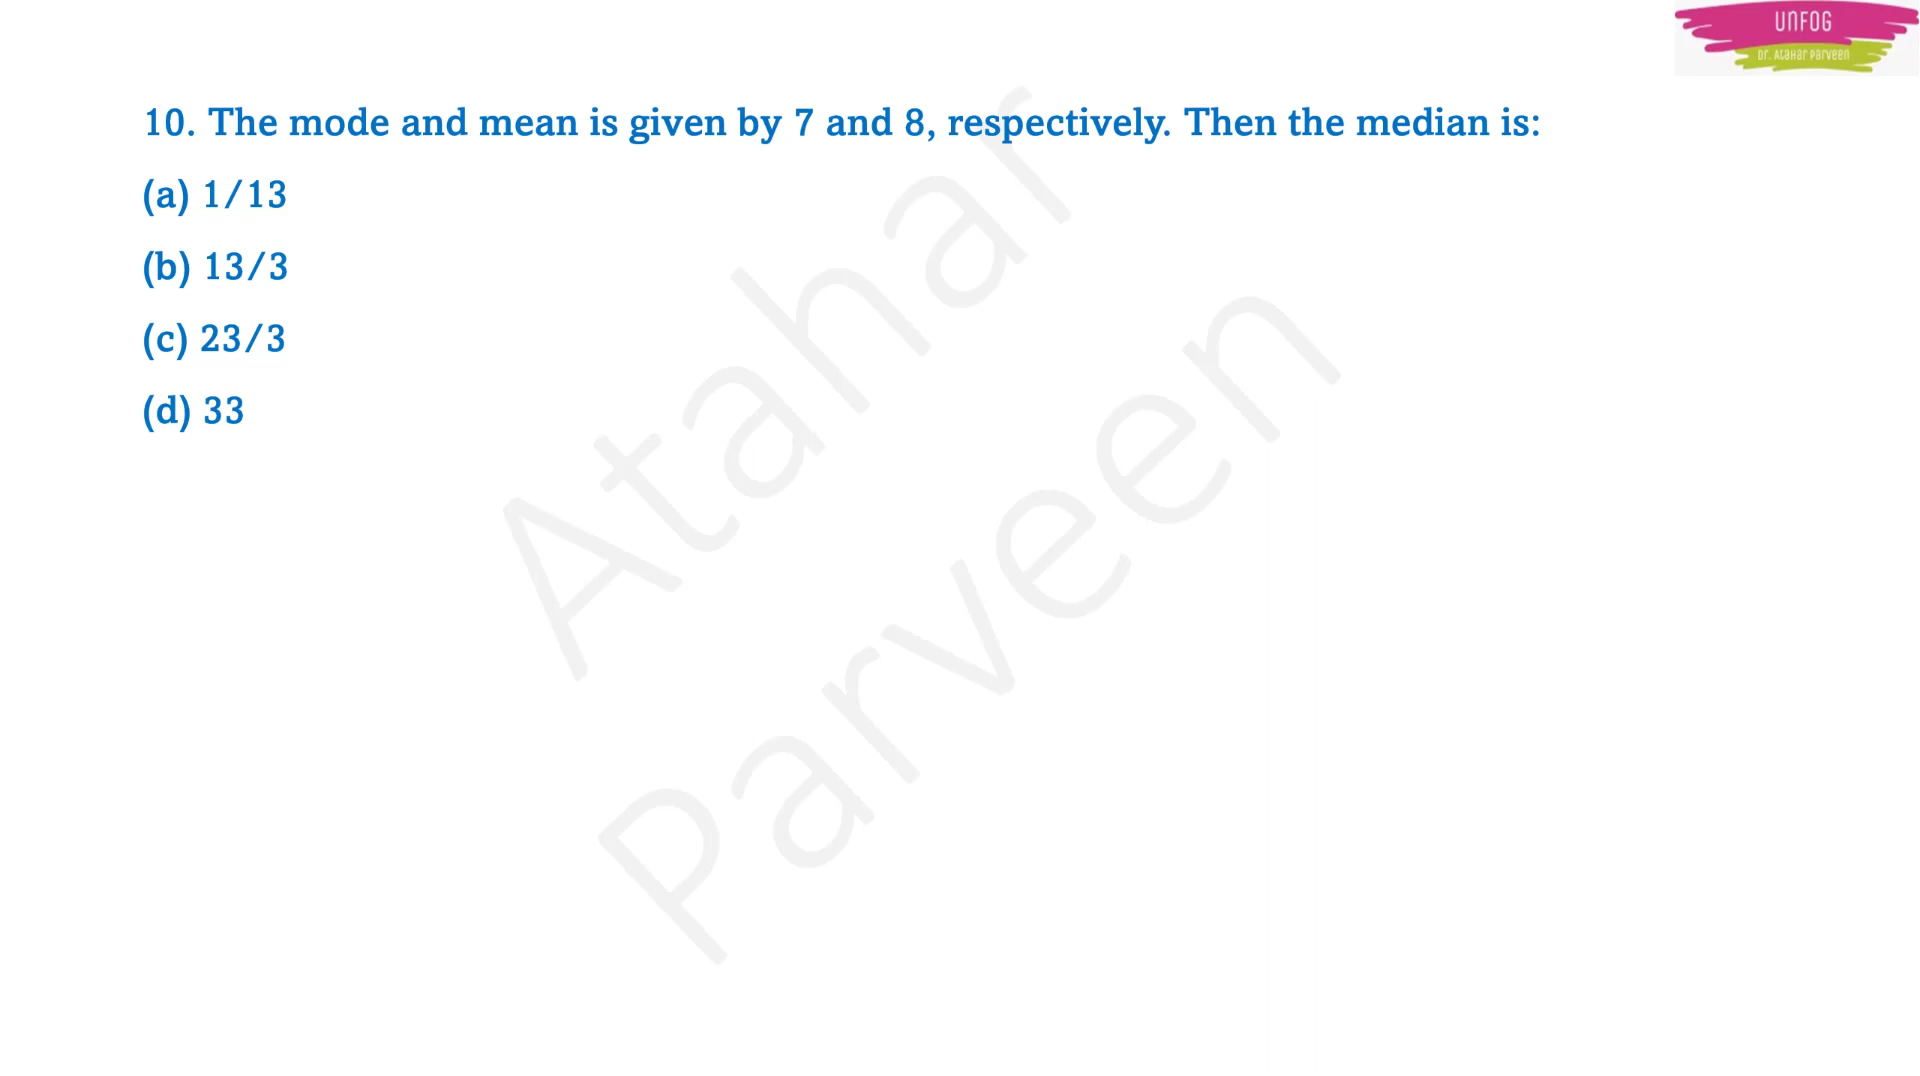 UNFOG
Dr. Atahar Parveen
10. The mode and mean is given by 7 and 8, respectively. Then the median is:
(a) 1/13
(b) 13/3
(c) 23/3
(d) 33
Atahar
Parveen